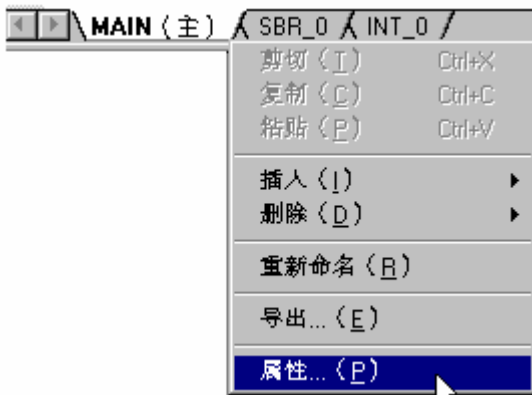 MAIN（主） SBR_0 INT_0
剪切（T） Ctrl+X
复制（C） Ctrl+C
粘贴（P） Ctrl+V
插入（I）
删除（D）
重新命名（R）
导出...（E）
属性...（P）